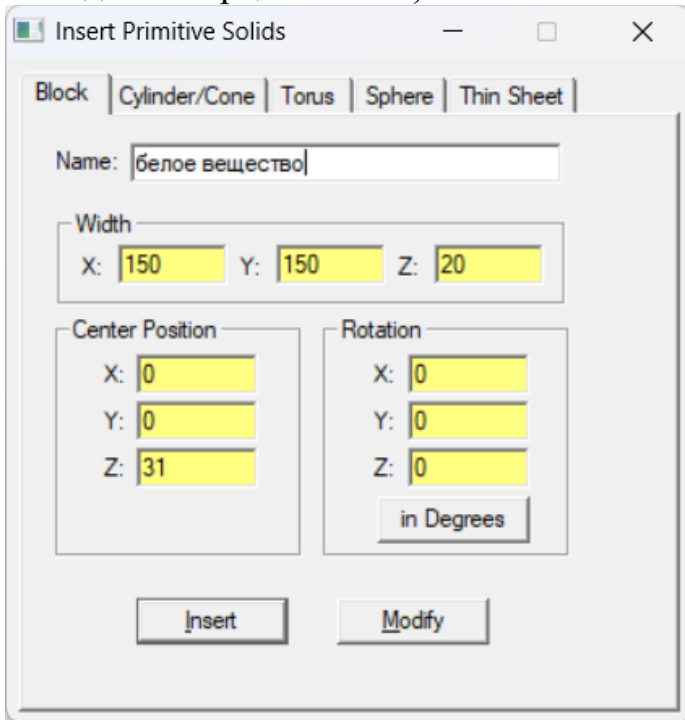 Insert Primitive Solids
Block Cylinder/Cone Torus Sphere Thin Sheet
Name: белое вещество
Width
X: 150 Y: 150 Z: 20
Center Position
X: 0
Y: 0
Z: 31
Rotation
X: 0
Y: 0
Z: 0
in Degrees
Insert Modify